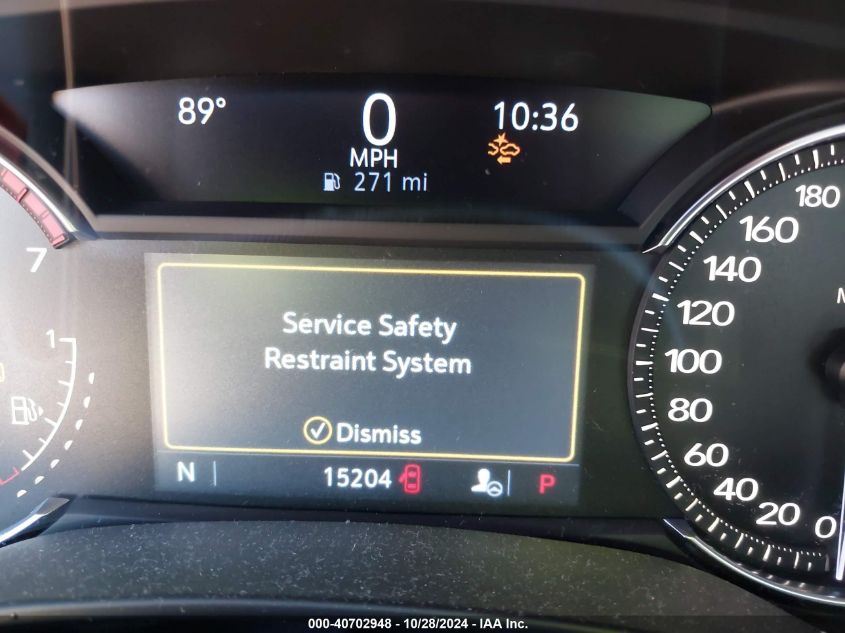 89° 0 10:36
MPH
271 mi
7
1
Service Safety
Restraint System
Dismiss
N 15204 P
180
160
140
120
100
80
60
40
20
0
000-40702948 - 10/28/2024 - IAA Inc.